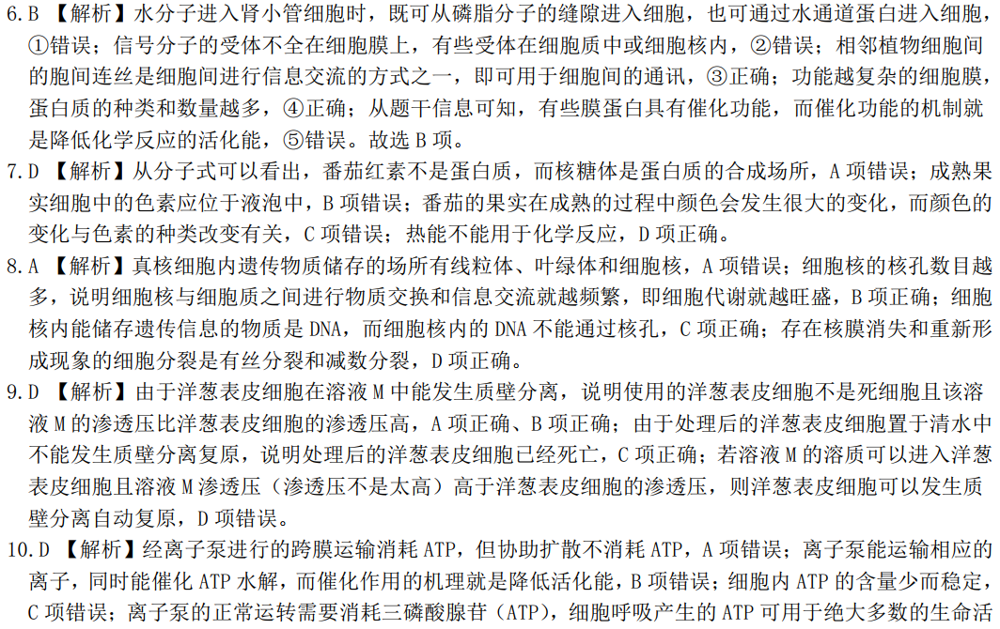 6. B 【解析】水分子进入肾小管细胞时，既可从磷脂分子的缝隙进入细胞，也可通过水通道蛋白进入细胞，
①错误；信号分子的受体不全在细胞膜上，有些受体在细胞质中或细胞核内，②错误；相邻植物细胞间
的胞间连丝是细胞间进行信息交流的方式之一，即可用于细胞间的通讯，③正确；功能越复杂的细胞膜，
蛋白质的种类和数量越多，④正确；从题干信息可知，有些膜蛋白具有催化功能，而催化功能的机制就
是降低化学反应的活化能，⑤错误。故选 B 项。
7. D 【解析】从分子式可以看出，番茄红素不是蛋白质，而核糖体是蛋白质的合成场所，A 项错误；成熟果
实细胞中的色素应位于液泡中，B 项错误；番茄的果实在成熟的过程中颜色会发生很大的变化，而颜色的
变化与色素的种类改变有关，C 项错误；热能不能用于化学反应，D 项正确。
8. A 【解析】真核细胞内遗传物质储存的场所有线粒体、叶绿体和细胞核，A 项错误；细胞核的核孔数目越
多，说明细胞核与细胞质之间进行物质交换和信息交流就越频繁，即细胞代谢就越旺盛，B 项正确；细胞
核内能储存遗传信息的物质是 DNA，而细胞核内的 DNA 不能通过核孔，C 项正确；存在核膜消失和重新形
成现象的细胞分裂是有丝分裂和减数分裂，D 项正确。
9. D 【解析】由于洋葱表皮细胞在溶液 M 中能发生质壁分离，说明使用的洋葱表皮细胞不是死细胞且该溶
液 M 的渗透压比洋葱表皮细胞的渗透压高，A 项正确、B 项正确；由于处理后的洋葱表皮细胞置于清水中
不能发生质壁分离复原，说明处理后的洋葱表皮细胞已经死亡，C 项正确；若溶液 M 的溶质可以进入洋葱
表皮细胞且溶液 M 渗透压（渗透压不是太高）高于洋葱表皮细胞的渗透压，则洋葱表皮细胞可以发生质
壁分离自动复原，D 项错误。
10. D 【解析】经离子泵进行的跨膜运输消耗 ATP，但协助扩散不消耗 ATP，A 项错误；离子泵能运输相应的
离子，同时能催化 ATP 水解，而催化作用的机理就是降低活化能，B 项错误；细胞内 ATP 的含量少而稳定，
C 项错误；离子泵的正常运转需要消耗三磷酸腺苷（ATP），细胞呼吸产生的 ATP 可用于绝大多数的生命活